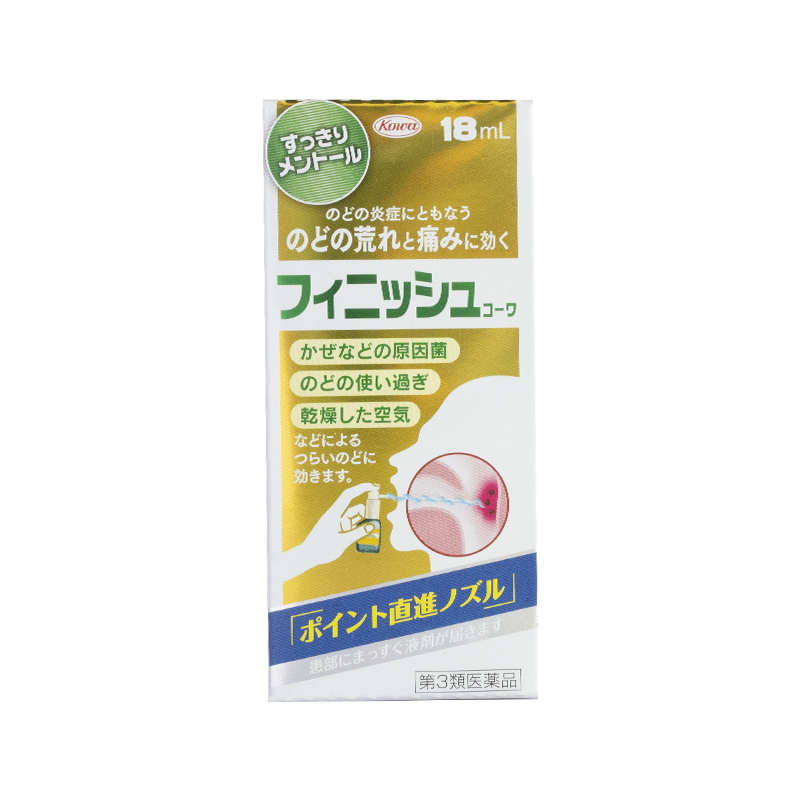 すっきり
メントール
Kowa
18mL
のどの炎症にともなう
のどの荒れと痛みに効く
フィニッシュコーワ
かぜなどの原因菌
のどの使い過ぎ
乾燥した空気
などによる
つらいのどに
効きます。
「ポイント直進ノズル」
患部にまっすぐ液剤が届きます
第3類医薬品